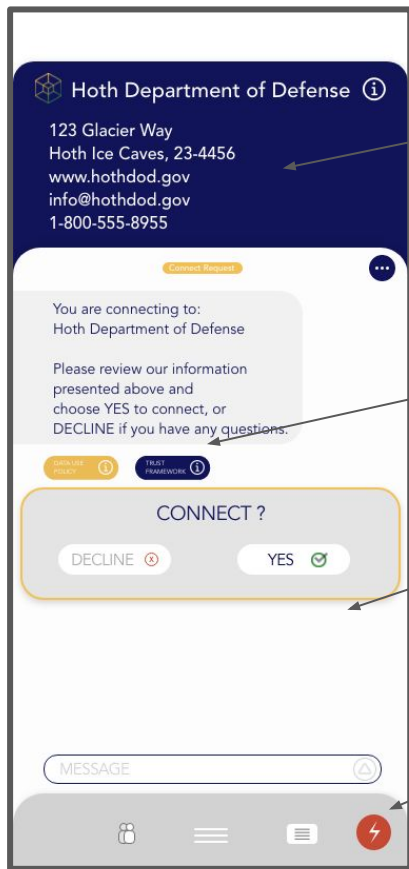 Hoth Department of Defense
123 Glacier Way
Hoth Ice Caves, 23-4456
www.hothdod.gov
info@hothdod.gov
1-800-555-8955
Connect Request
You are connecting to:
Hoth Department of Defense
Please review our information
presented above and
choose YES to connect, or
DECLINE if you have any questions.
DATA USE
POLICY
TRUST
FRAMEWORK
CONNECT ?
DECLINE
YES
MESSAGE